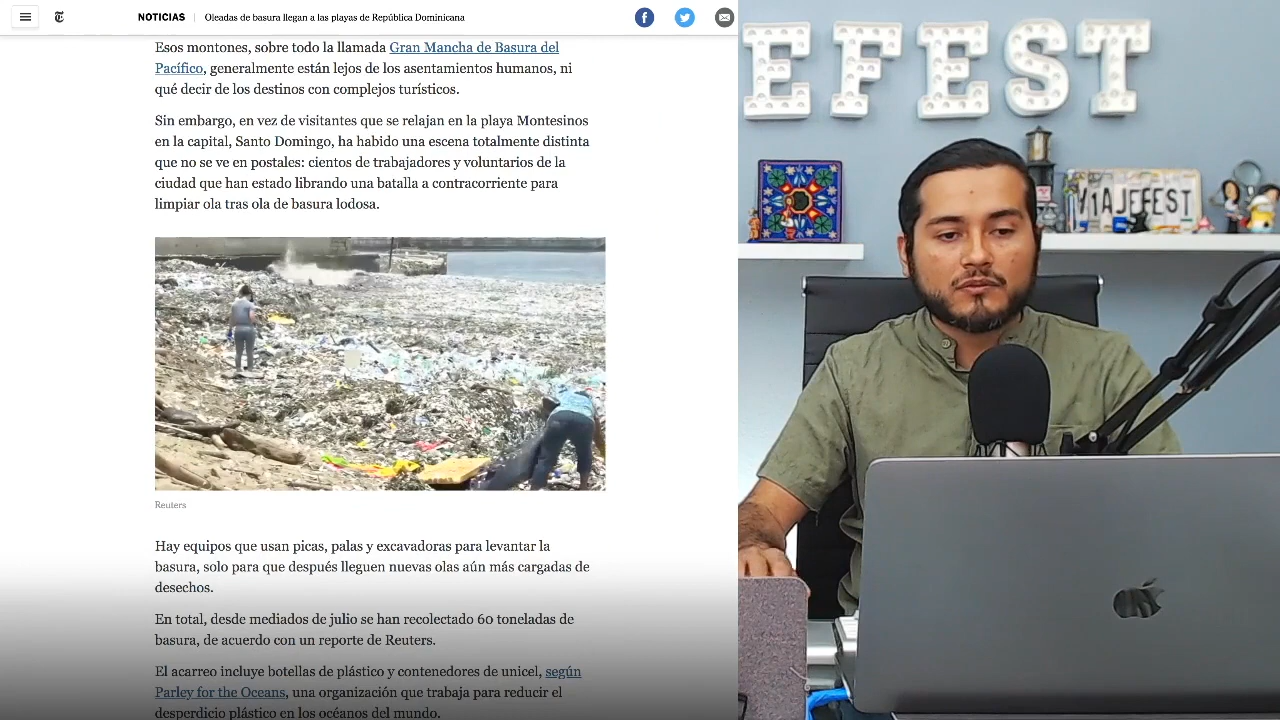 NOTICIAS
Oleadas de basura llegan a las playas de República Dominicana
Esos montones, sobre todo la llamada Gran Mancha de Basura del
Pacífico, generalmente están lejos de los asentamientos humanos, ni
qué decir de los destinos con complejos turísticos.
Sin embargo, en vez de visitantes que se relajan en la playa Montesinos
en la capital, Santo Domingo, ha habido una escena totalmente distinta
que no se ve en postales: cientos de trabajadores y voluntarios de la
ciudad que han estado librando una batalla a contracorriente para
limpiar ola tras ola de basura lodosa.
Reuters
Hay equipos que usan picas, palas y excavadoras para levantar la
basura, solo para que después lleguen nuevas olas aún más cargadas de
desechos.
En total, desde mediados de julio se han recolectado 60 toneladas de
basura, de acuerdo con un reporte de Reuters.
El acarreo incluye botellas de plástico y contenedores de unicel, según
Parley for the Oceans, una organización que trabaja para reducir el
desperdicio plástico en los océanos del mundo.
EFEST
V1AJEFEST